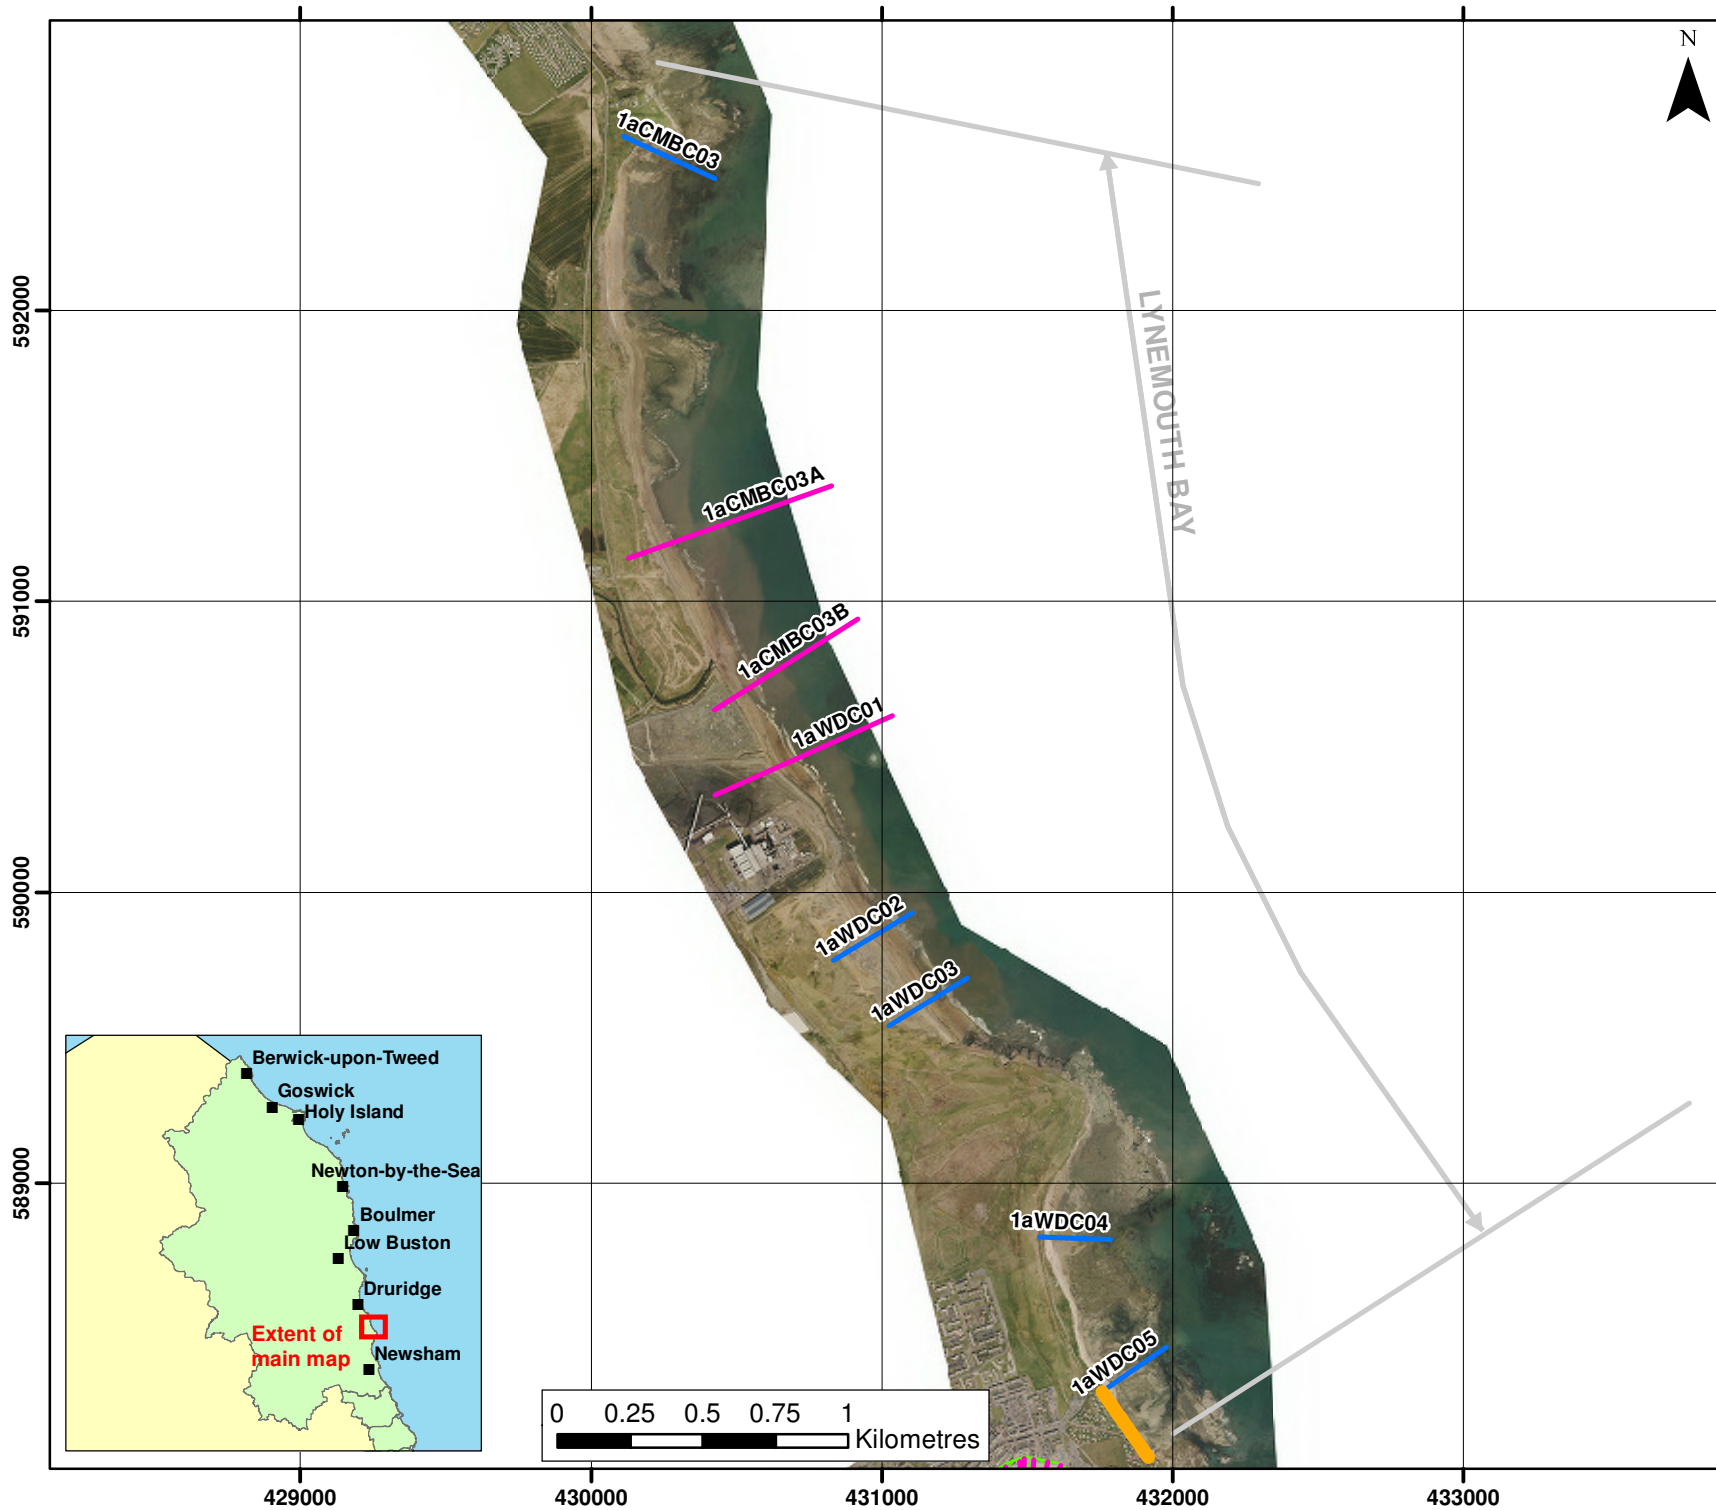 N
1aCMBC03
592000
LYNEMOUTH BAY
1aCMBC03A
591000
1aCMBC03B
1aWDC01
590000
1aWDC02
1aWDC03
Berwick-upon-Tweed
Goswick
Holy Island
Newton-by-the-Sea
589000
Boulmer
1aWDC04
Low Buston
Druridge
Extent of
main map
Newsham
1aWDC05
0 0.25 0.5 0.75 1
Kilometres
429000 430000 431000 432000 433000